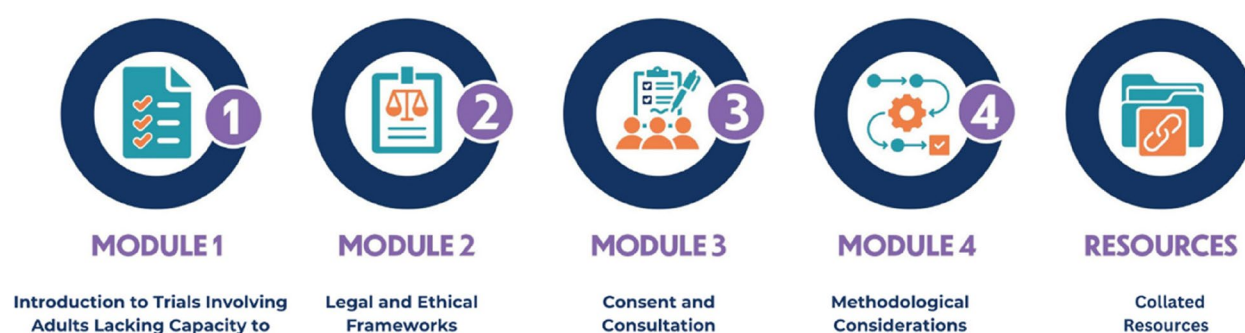 1
2
3
4
MODULE 1
MODULE 2
MODULE 3
MODULE 4
RESOURCES
Introduction to Trials Involving
Adults Lacking Capacity to
Legal and Ethical
Frameworks
Consent and
Consultation
Methodological
Considerations
Collated
Resources